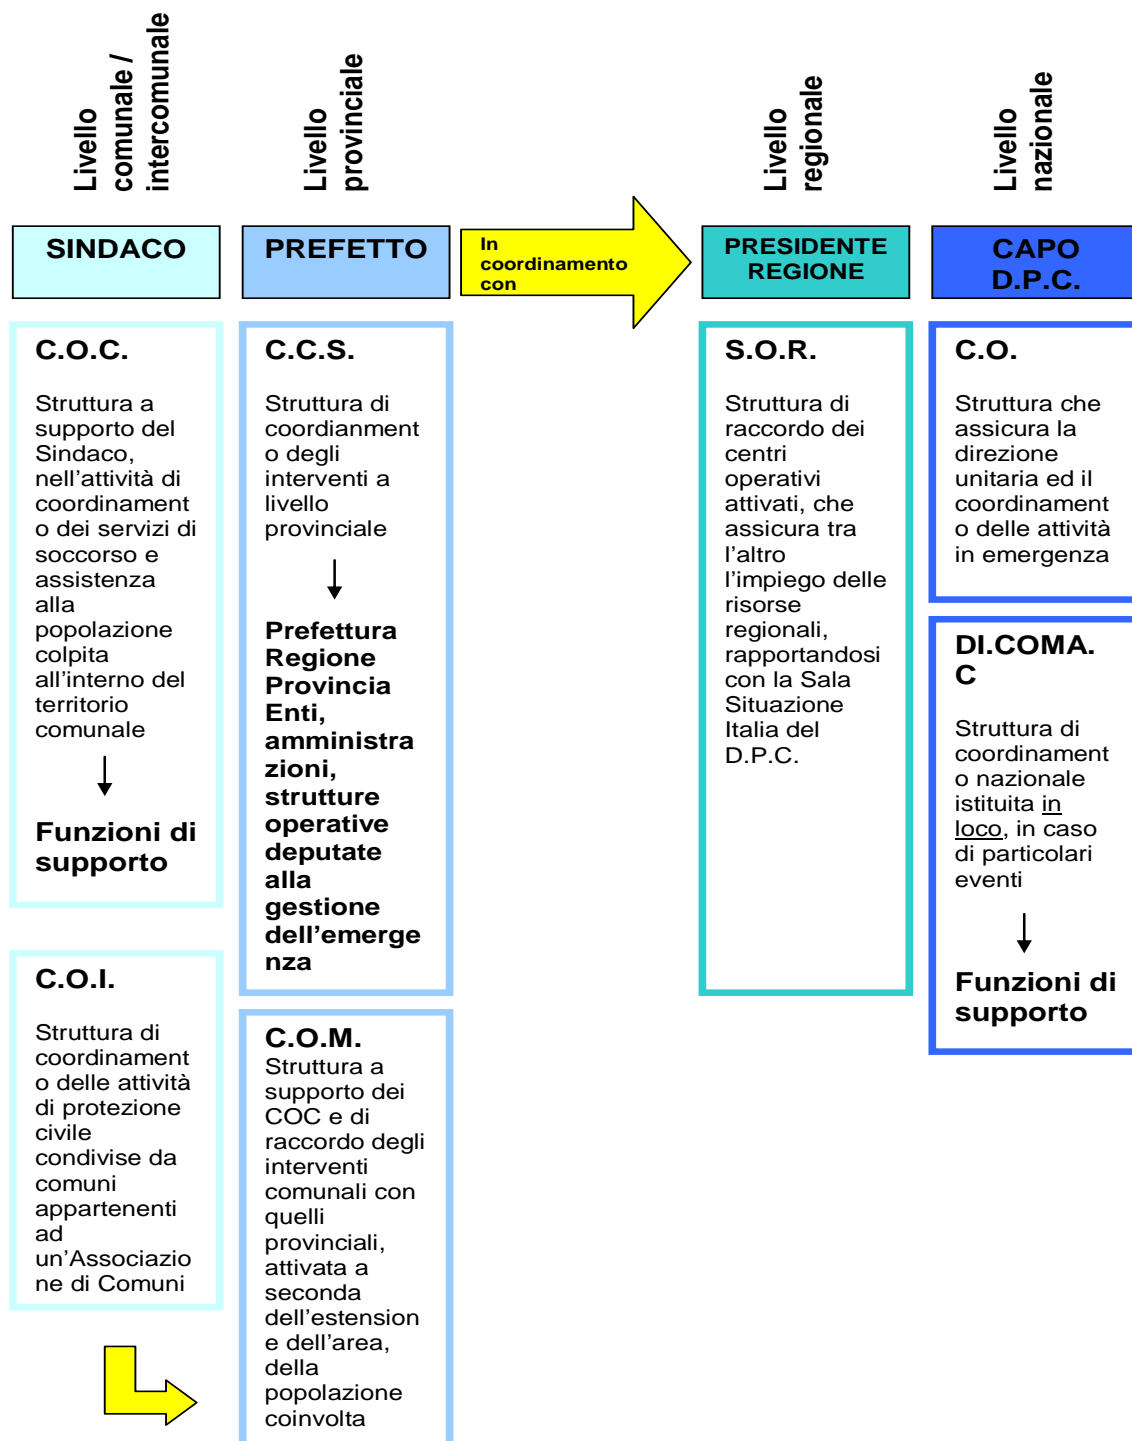 Livello
comunale /
intercomunale
Livello
provinciale
Livello
regionale
Livello
nazionale
SINDACO
PREFETTO
In
coordinamento
con
PRESIDENTE
REGIONE
CAPO
D.P.C.
C.O.C.
Struttura a
supporto del
Sindaco,
nell’attività di
coordinament
o dei servizi di
soccorso e
assistenza
alla
popolazione
colpita
all’interno del
territorio
comunale
Funzioni di
supporto
C.O.I.
Struttura di
coordinament
o delle attività
di protezione
civile
condivise da
comuni
appartenenti
ad
un’Associazio
ne di Comuni
C.C.S.
Struttura di
coordianment
o degli
interventi a
livello
provinciale
Prefettura
Regione
Provincia
Enti,
amministra
zioni,
strutture
operative
deputate
alla
gestione
dell’emerge
nza
C.O.M.
Struttura a
supporto dei
COC e di
raccordo degli
interventi
comunali con
quelli
provinciali,
attivata a
seconda
dell’estension
e dell’area,
della
popolazione
coinvolta
S.O.R.
Struttura di
raccordo dei
centri
operativi
attivati, che
assicura tra
l’altro
l’impiego delle
risorse
regionali,
rapportandosi
con la Sala
Situazione
Italia del
D.P.C.
C.O.
Struttura che
assicura la
direzione
unitaria ed il
coordinament
o delle attività
in emergenza
DI.COMA.
C
Struttura di
coordinament
o nazionale
istituita in
loco, in caso
di particolari
eventi
Funzioni di
supporto